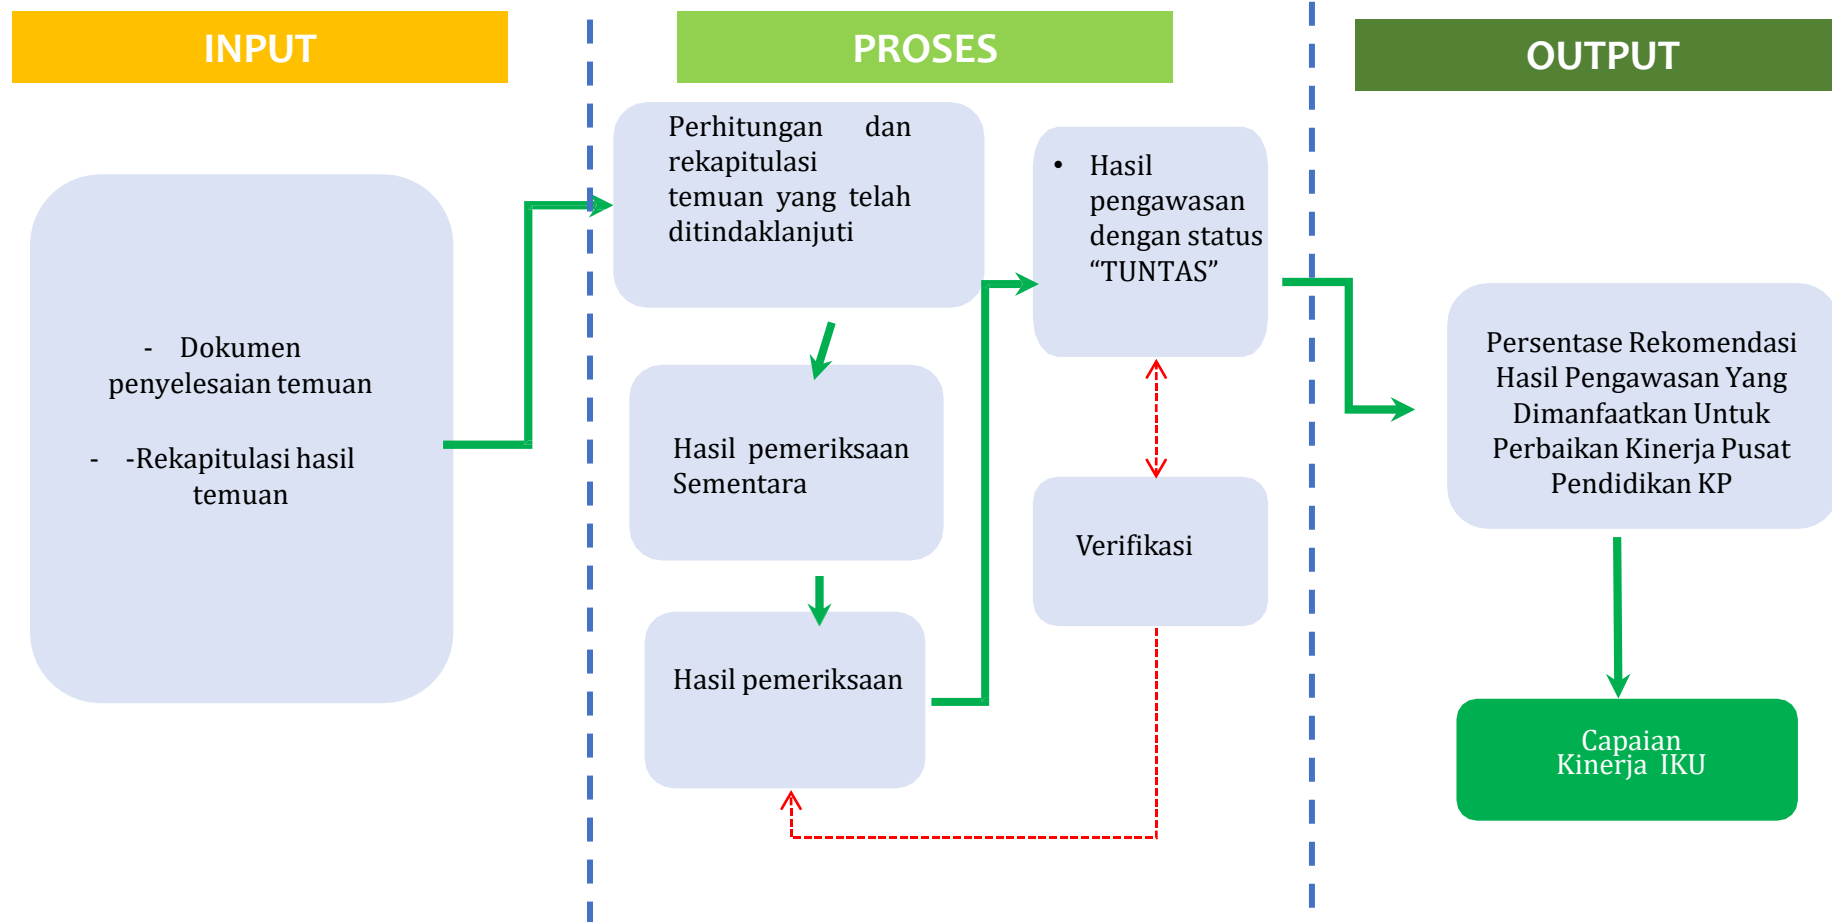 INPUT
PROSES
OUTPUT
- Dokumen
penyelesaian temuan
- -Rekapitulasi hasil
temuan
Perhitungan dan
rekapitulasi
temuan yang telah
ditindaklanjuti
Hasil pemeriksaan
Sementara
Hasil pemeriksaan
• Hasil
pengawasan
dengan status
“TUNTAS”
Verifikasi
Persentase Rekomendasi
Hasil Pengawasan Yang
Dimanfaatkan Untuk
Perbaikan Kinerja Pusat
Pendidikan KP
Capaian
Kinerja IKU